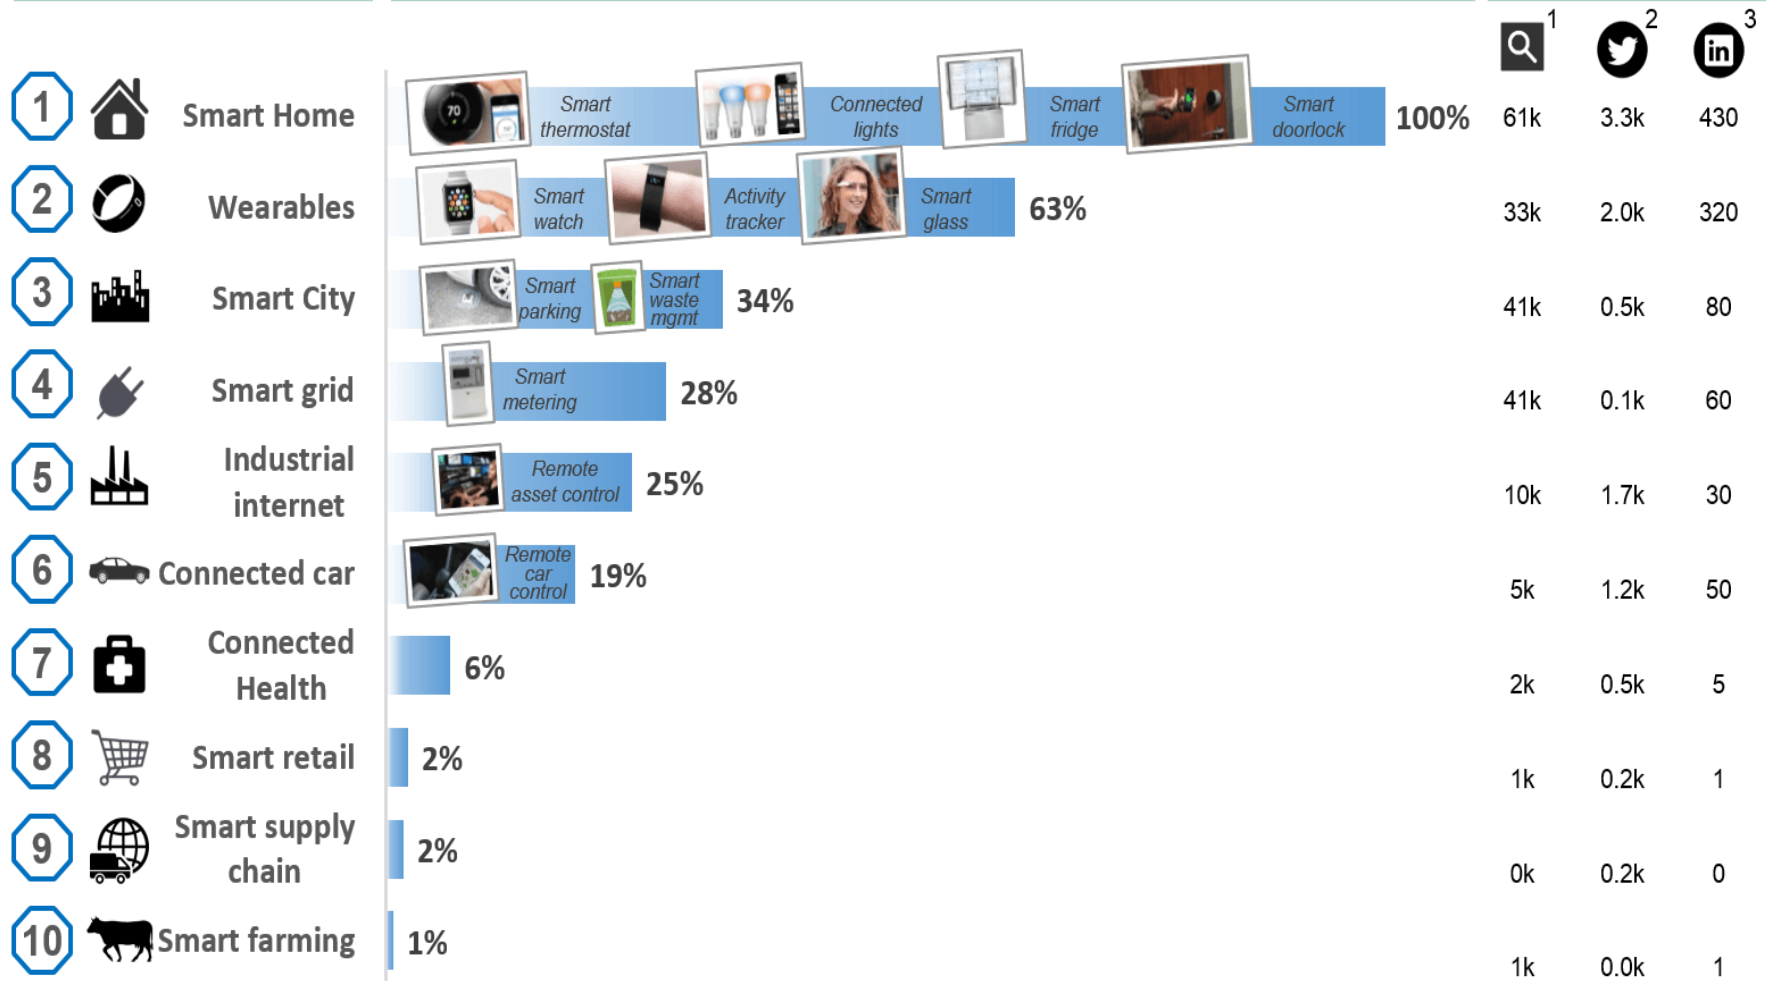 1 2 3
in
1 Smart Home 70 Smart thermostat Connected lights Smart fridge Smart doorlock 100% 61k 3.3k 430
2 Wearables Smart watch Activity tracker Smart glass 63% 33k 2.0k 320
3 Smart City Smart parking Smart waste mgmt 34% 41k 0.5k 80
4 Smart grid Smart metering 28% 41k 0.1k 60
5 Industrial internet Remote asset control 25% 10k 1.7k 30
6 Connected car Remote car control 19% 5k 1.2k 50
7 Connected Health 6% 2k 0.5k 5
8 Smart retail 2% 1k 0.2k 1
9 Smart supply chain 2% 0k 0.2k 0
10 Smart farming 1% 1k 0.0k 1